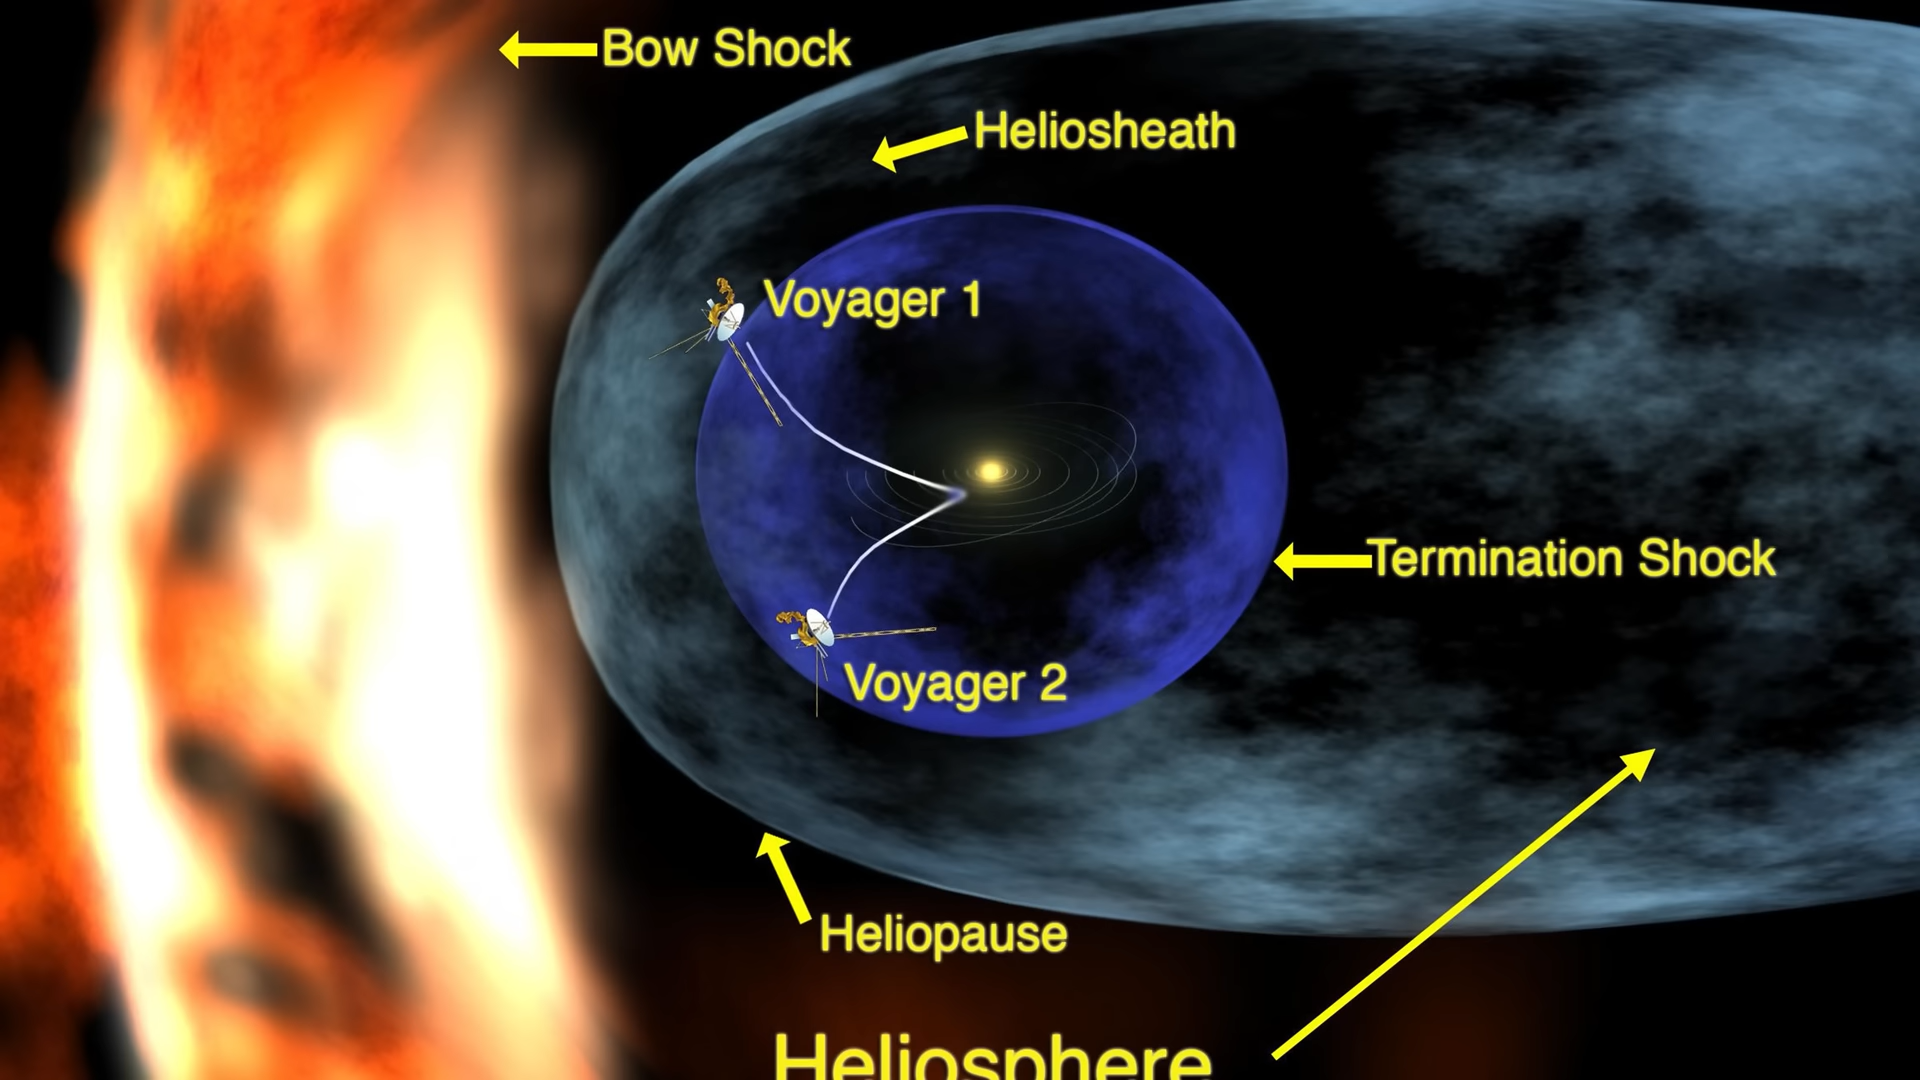 Bow Shock
Heliosheath
Voyager 1
Termination Shock
Voyager 2
Heliopause
Heliosphere